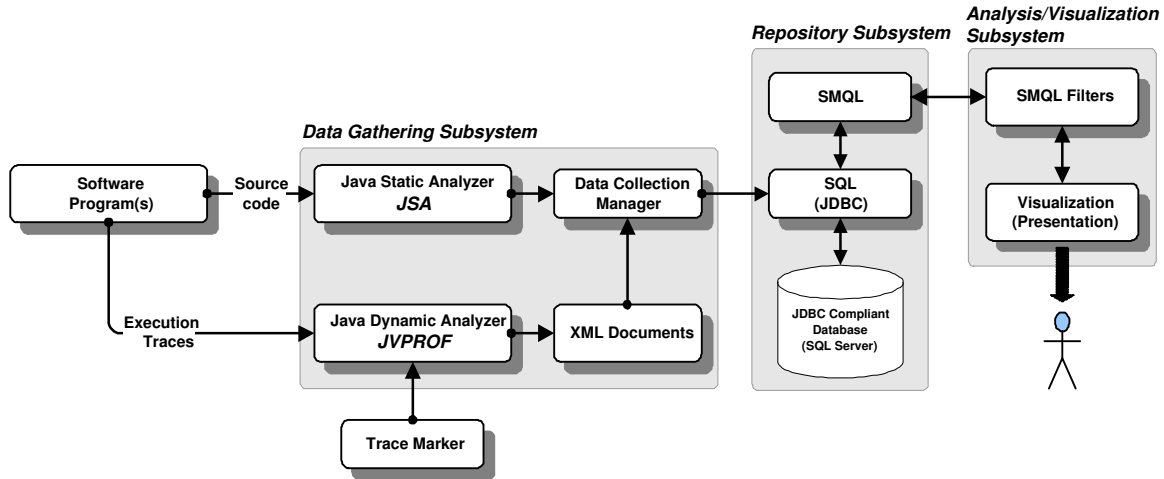 Analysis/Visualization
Subsystem
Repository Subsystem
SMQL
SMQL Filters
Data Gathering Subsystem
Software
Program(s)
Source
code
Java Static Analyzer
JSA
Data Collection
Manager
SQL
(JDBC)
Visualization
(Presentation)
Execution
Traces
Java Dynamic Analyzer
JVPROF
XML Documents
JDBC Compliant
Database
(SQL Server)
Trace Marker